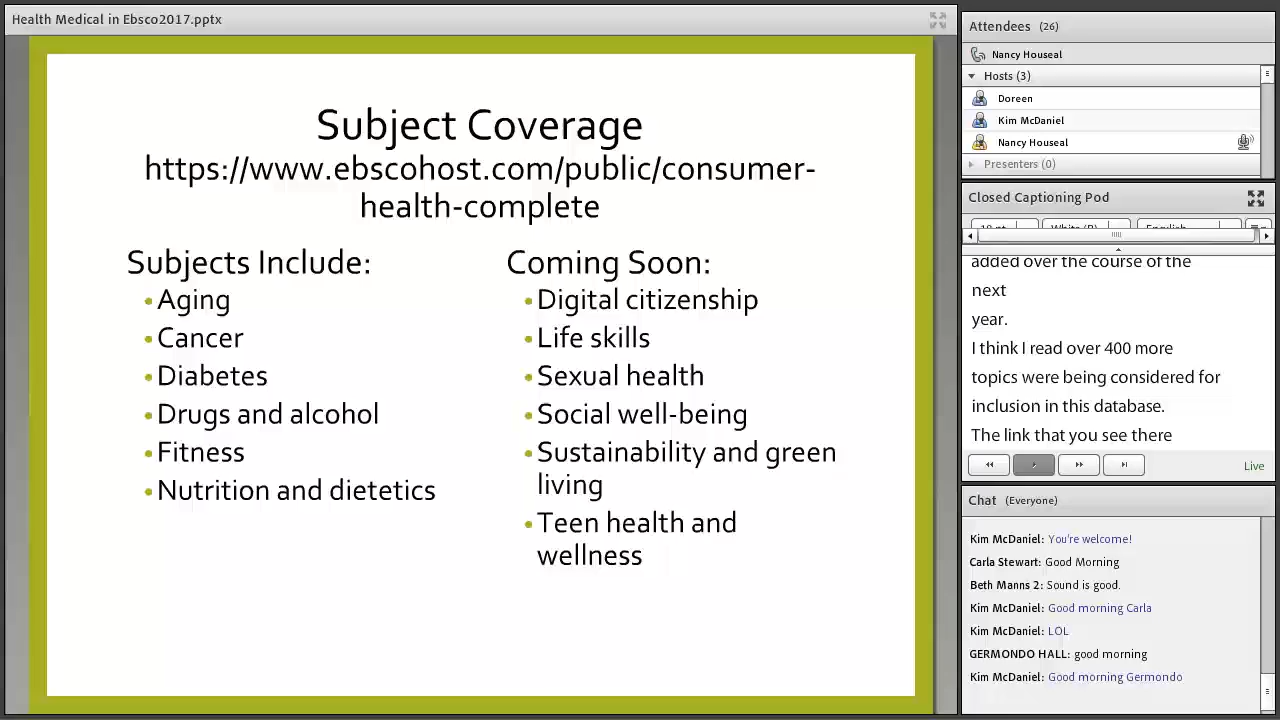 Health Medical in Ebsco2017.pptx
Subject Coverage
https://www.ebscohost.com/public/consumer-
health-complete
Subjects Include:
•Aging
•Cancer
•Diabetes
•Drugs and alcohol
•Fitness
•Nutrition and dietetics
Coming Soon:
•Digital citizenship
•Life skills
•Sexual health
•Social well-being
•Sustainability and green
living
•Teen health and
wellness
Attendees (26)
Nancy Houseal
Hosts (3)
Doreen
Kim McDaniel
Nancy Houseal
Presenters (0)
Closed Captioning Pod
18 pt White (B) English
added over the course of the
next
year.
I think I read over 400 more
topics were being considered for
inclusion in this database.
The link that you see there
Live
Chat (Everyone)
Kim McDaniel: You're welcome!
Carla Stewart: Good Morning
Beth Manns 2: Sound is good.
Kim McDaniel: Good morning Carla
Kim McDaniel: LOL
GERMONDO HALL: good morning
Kim McDaniel: Good morning Germondo